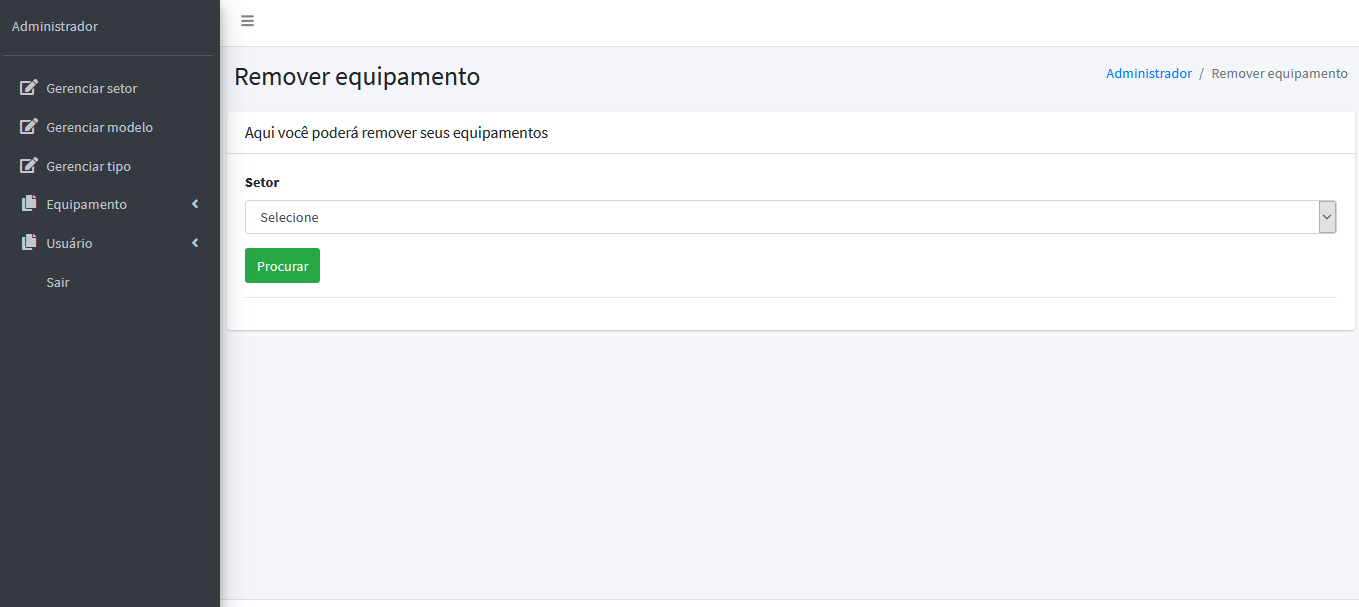 Administrador
Gerenciar setor
Gerenciar modelo
Gerenciar tipo
Equipamento
Usuário
Sair
Remover equipamento
Administrador / Remover equipamento
Aqui você poderá remover seus equipamentos
Setor
Selecione
Procurar